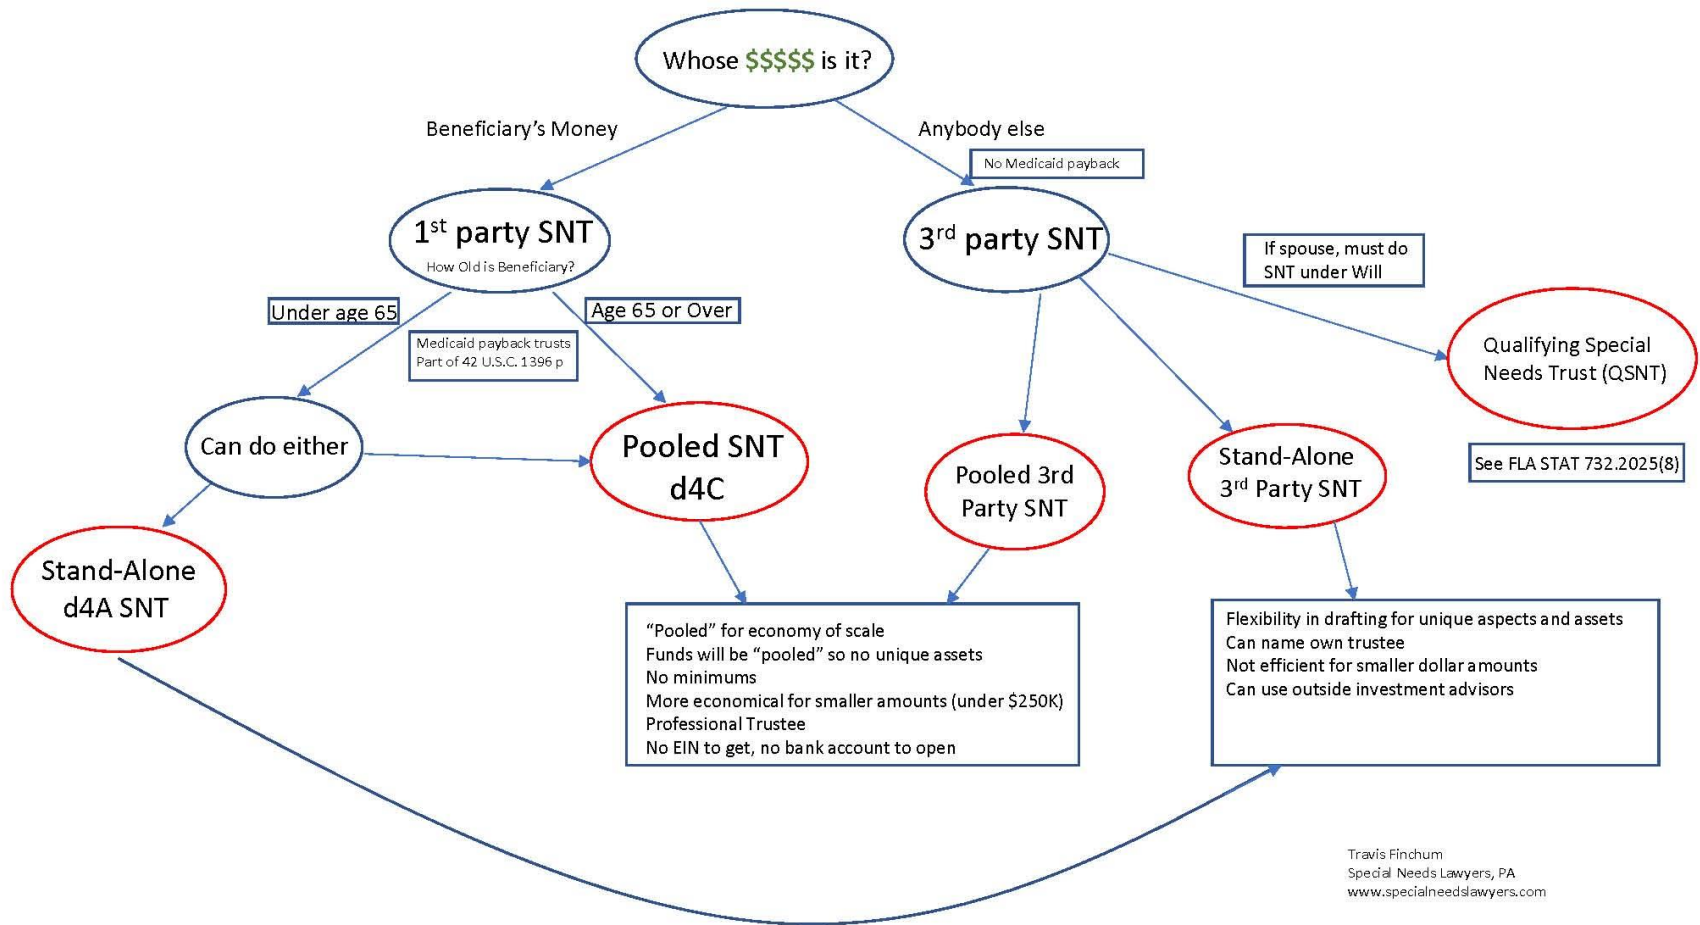 Whose $$$$$ is it?
Beneficiary's Money
Anybody else
No Medicaid payback
1st party SNT
How Old is Beneficiary?
3rd party SNT
If spouse, must do
SNT under Will
Under age 65
Age 65 or Over
Medicaid payback trusts
Part of 42 U.S.C. 1396 p
Qualifying Special
Needs Trust (QSNT)
Can do either
Pooled SNT
d4C
Pooled 3rd
Party SNT
Stand-Alone
3rd Party SNT
See FLA STAT 732.2025(8)
Stand-Alone
d4A SNT
“Pooled” for economy of scale
Funds will be “pooled” so no unique assets
No minimums
More economical for smaller amounts (under $250K)
Professional Trustee
No EIN to get, no bank account to open
Flexibility in drafting for unique aspects and assets
Can name own trustee
Not efficient for smaller dollar amounts
Can use outside investment advisors
Travis Finchum
Special Needs Lawyers, PA
www.specialneedslawyers.com